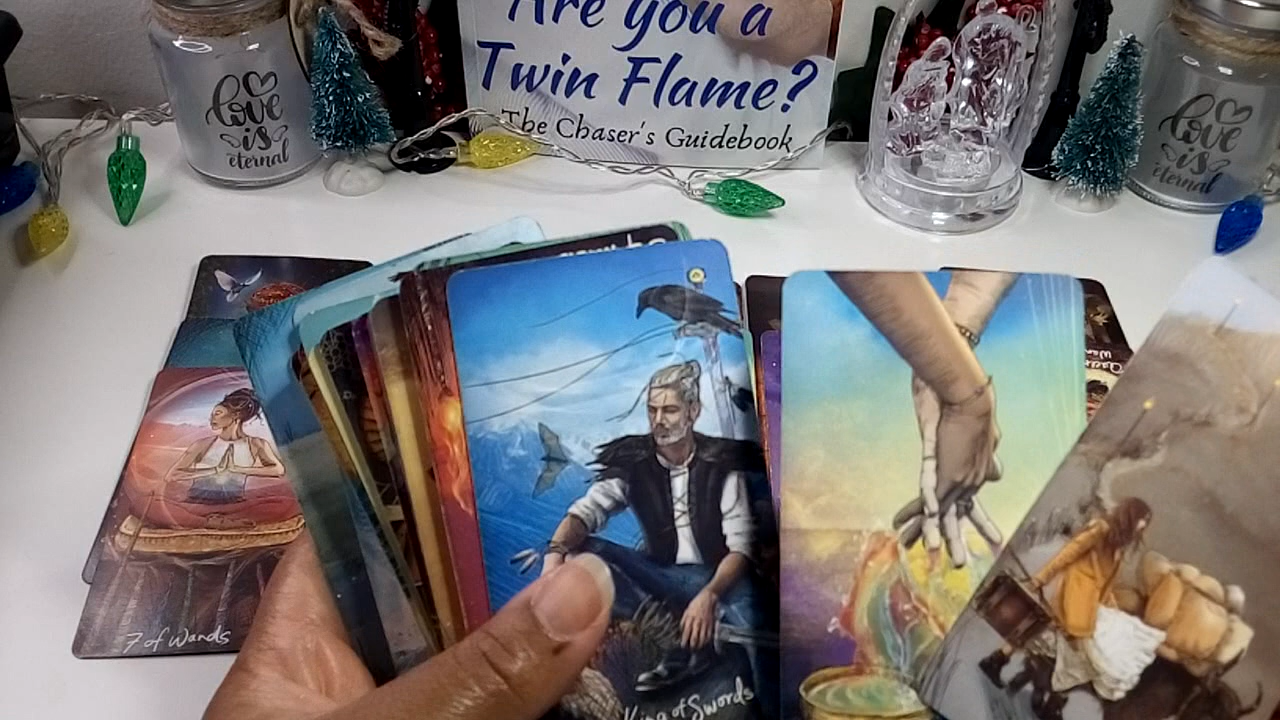 Are you a
Twin Flame?
The Chaser's Guidebook
love
is
eternal
love
is
eternal
7 of Wands
King of Swords